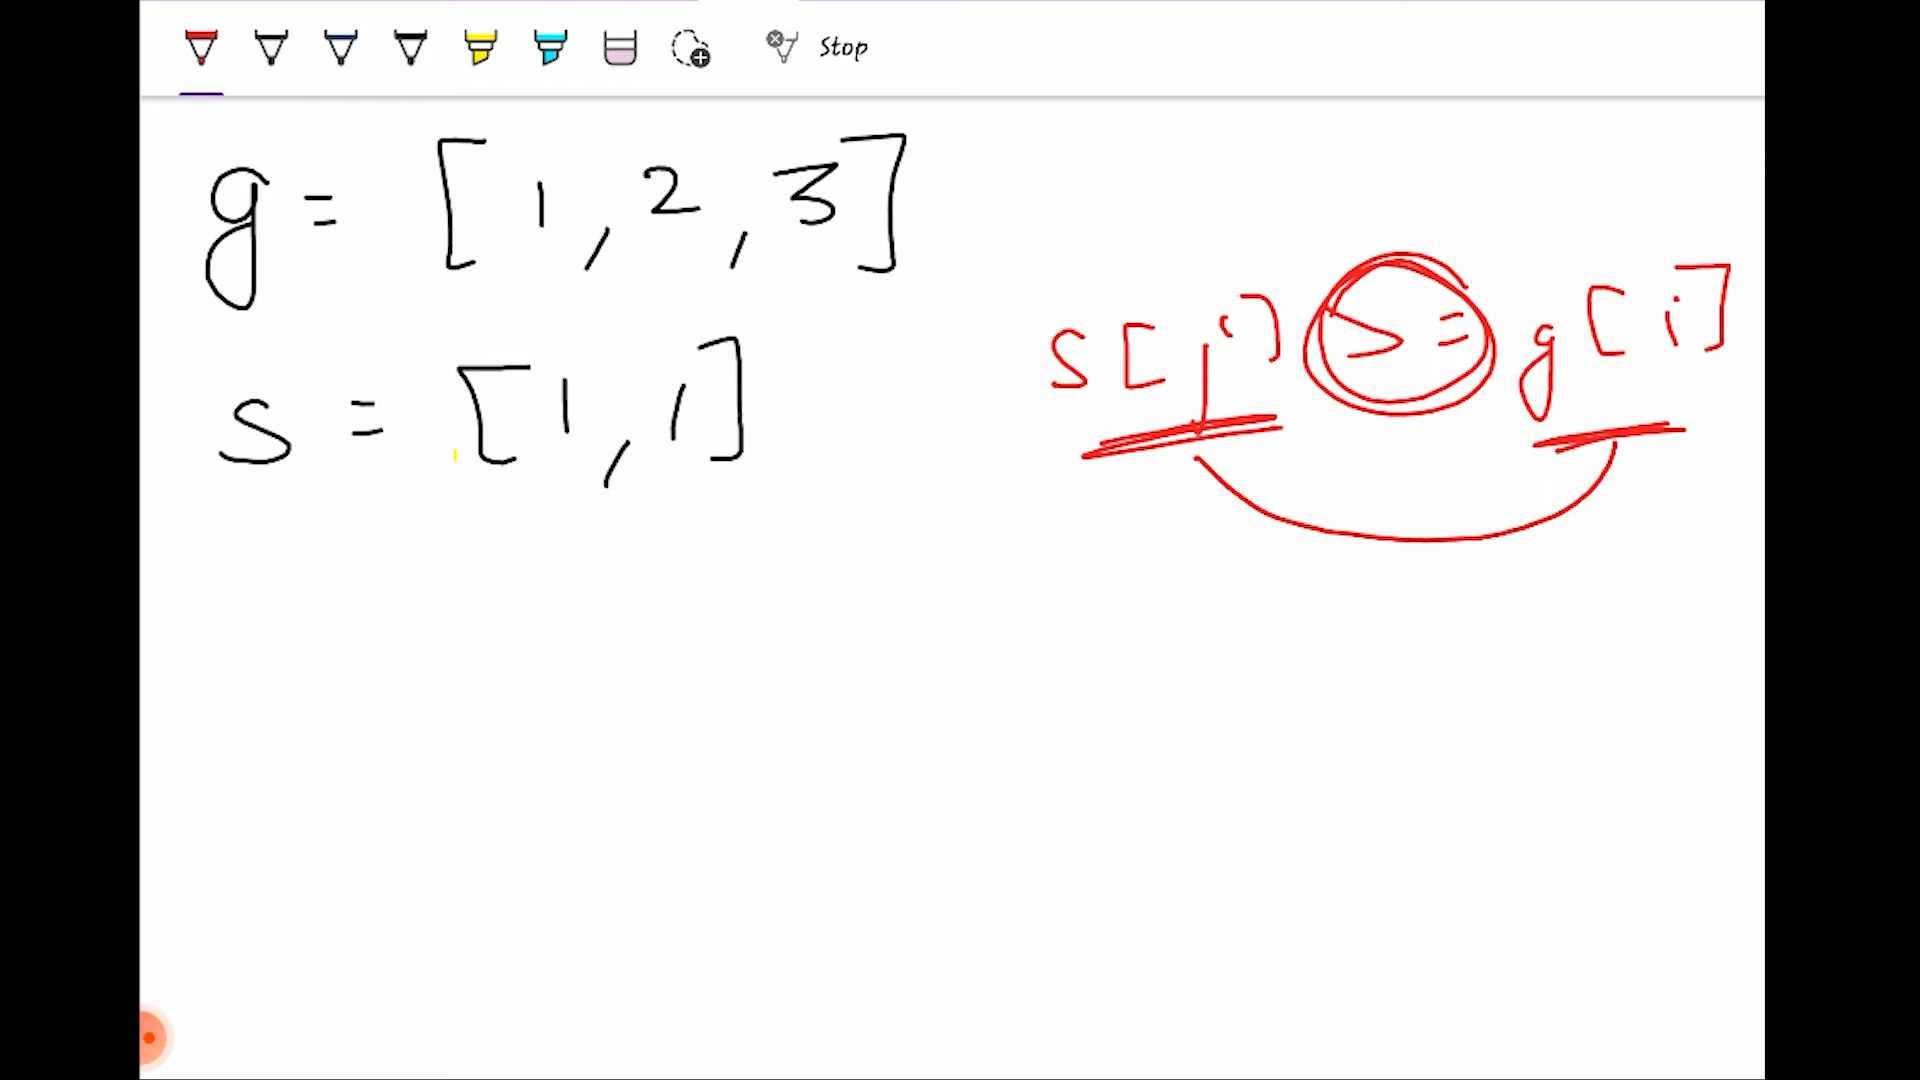 Stop
g = [1, 2, 3]
s[j] >= g[i]
s = [1, 1]